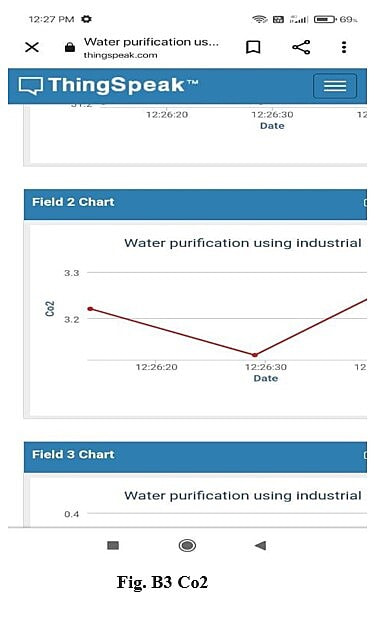 12:27 PM
69%
Water purification us...
thingspeak.com
ThingSpeak™
12:26:20 12:26:30 12
Date
Field 2 Chart
Water purification using industrial
3.3
Co2
3.2
12:26:20 12:26:30 12
Date
Field 3 Chart
Water purification using industrial
0.4
Fig. B3 Co2